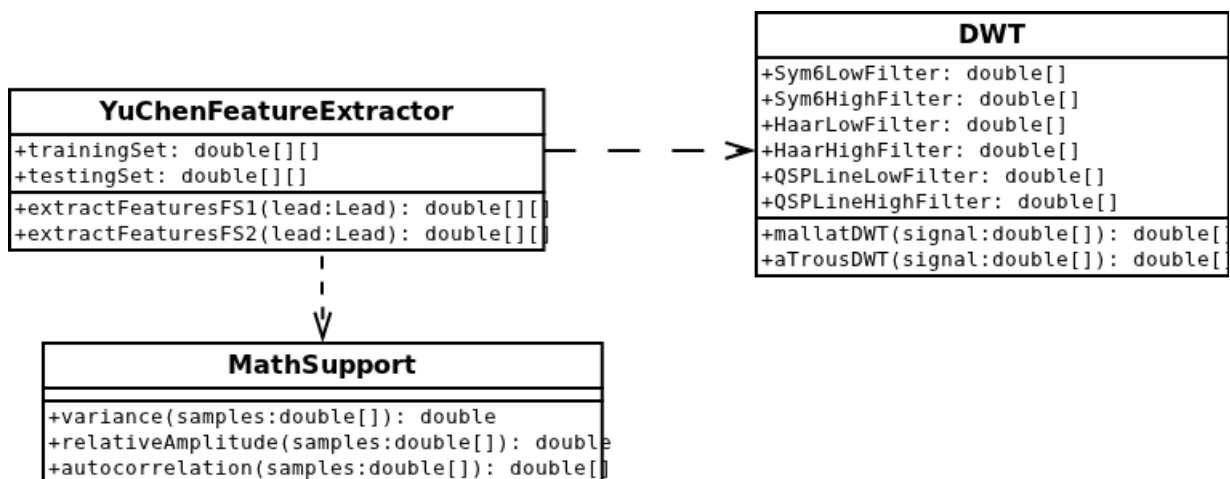 YuChenFeatureExtractor
+trainingSet: double[][]
+testingSet: double[][]
+extractFeaturesFS1(lead:Lead): double[][]
+extractFeaturesFS2(lead:Lead): double[][]
DWT
+Sym6LowFilter: double[]
+Sym6HighFilter: double[]
+HaarLowFilter: double[]
+HaarHighFilter: double[]
+QSPLineLowFilter: double[]
+QSPLineHighFilter: double[]
+mallatDWT(signal:double[]): double[]
+aTrousDWT(signal:double[]): double[]
MathSupport
+variance(samples:double[]): double
+relativeAmplitude(samples:double[]): double
+autocorrelation(samples:double[]): double[]